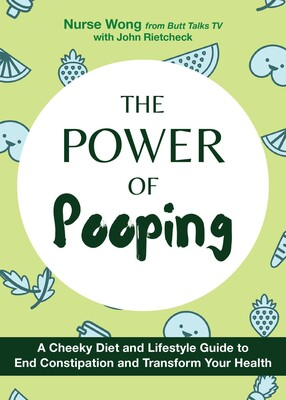 Nurse Wong from Butt Talks TV
with John Rietcheck
THE
POWER
OF
Pooping
A Cheeky Diet and Lifestyle Guide to
End Constipation and Transform Your Health